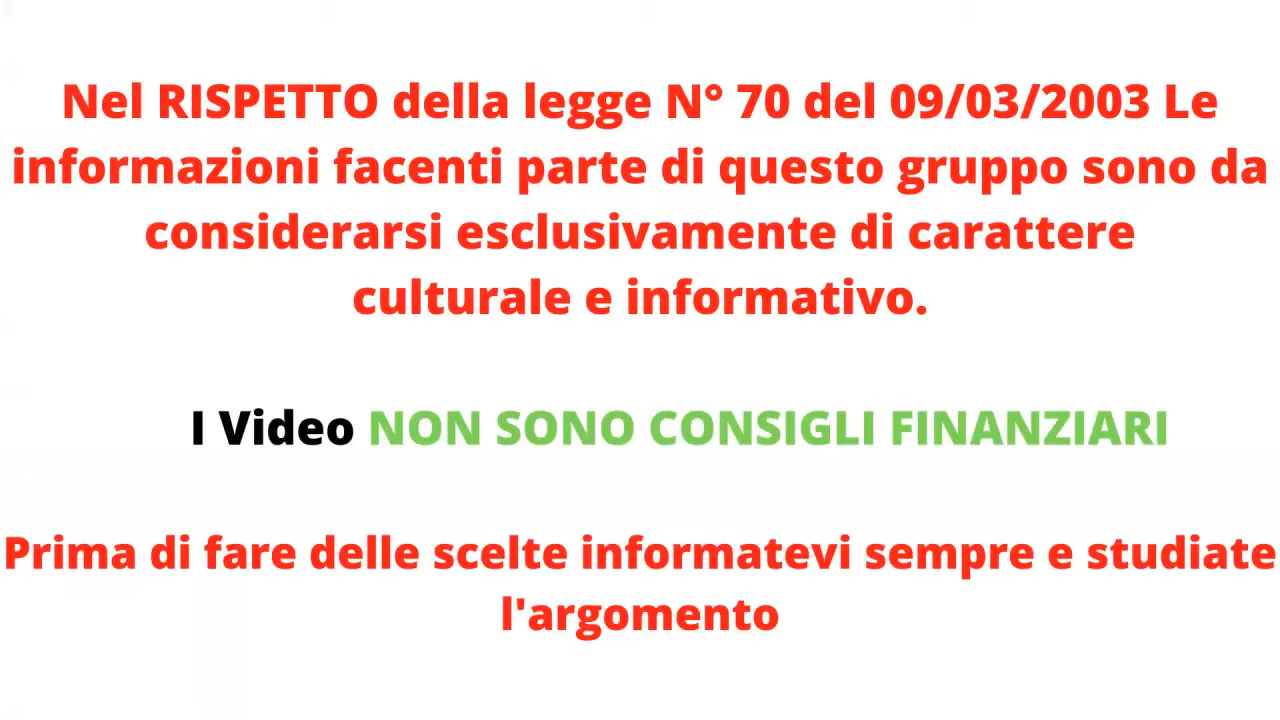 Nel RISPETTO della legge N° 70 del 09/03/2003 Le
informazioni facenti parte di questo gruppo sono da
considerarsi esclusivamente di carattere
culturale e informativo.
I Video NON SONO CONSIGLI FINANZIARI
Prima di fare delle scelte informatevi sempre e studiate
l'argomento